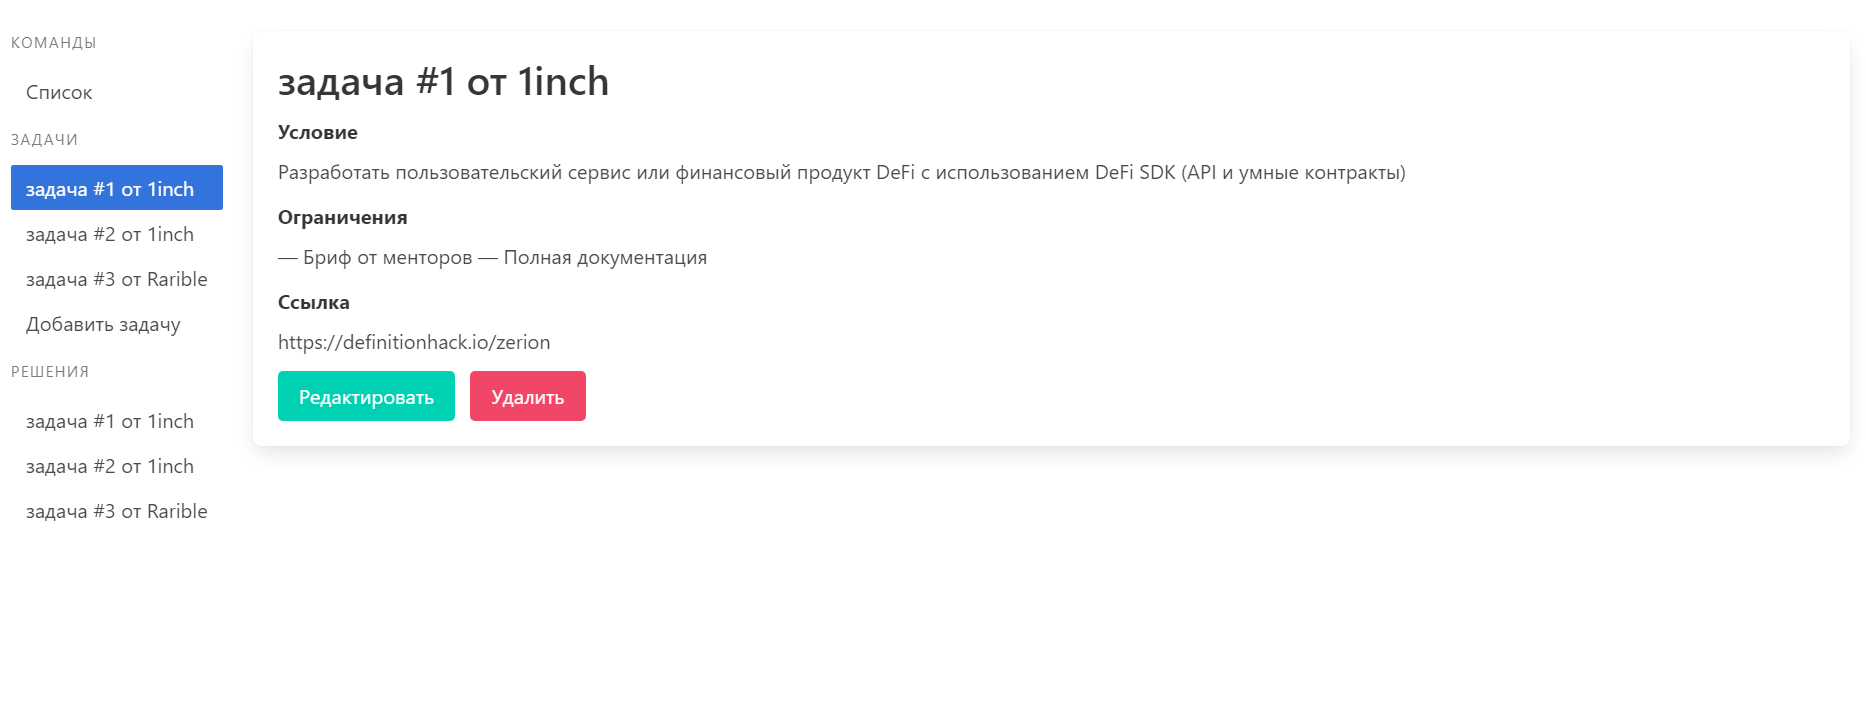 КОМАНДЫ
Список
ЗАДАЧИ
задача #1 от 1inch
задача #2 от 1inch
задача #3 от Rarible
Добавить задачу
РЕШЕНИЯ
задача #1 от 1inch
задача #2 от 1inch
задача #3 от Rarible
задача #1 от 1inch
Условие
Разработать пользовательский сервис или финансовый продукт DeFi с использованием DeFi SDK (API и умные контракты)
Ограничения
— Бриф от менторов — Полная документация
Ссылка
https://definitionhack.io/zerion
Редактировать
Удалить